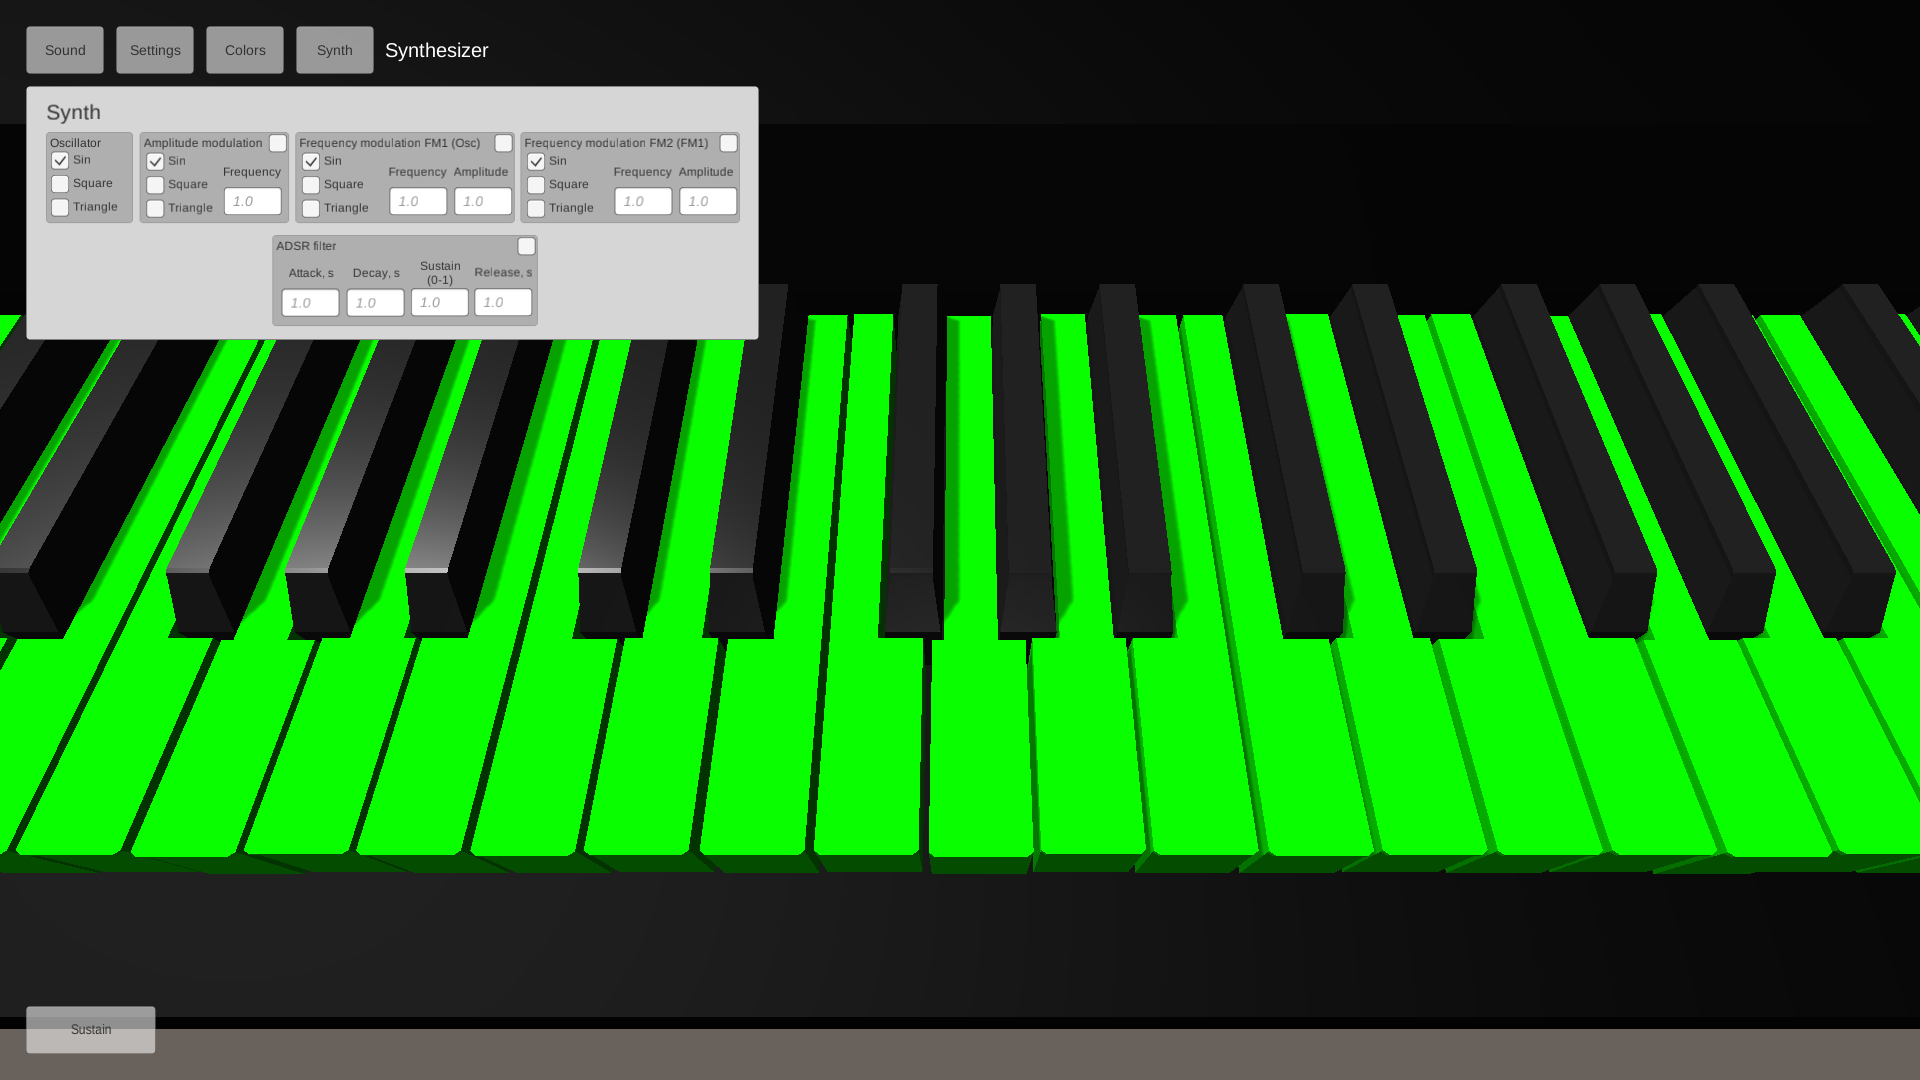 Sound Settings Colors Synth Synthesizer
Synth
Oscillator
Sin
Square
Triangle
Amplitude modulation
Sin
Square
Triangle
Frequency
1.0
Frequency modulation FM1 (Osc)
Sin
Square
Triangle
Frequency Amplitude
1.0 1.0
Frequency modulation FM2 (FM1)
Sin
Square
Triangle
Frequency Amplitude
1.0 1.0
ADSR filter
Attack, s Decay, s Sustain (0-1) Release, s
1.0 1.0 1.0 1.0
Sustain